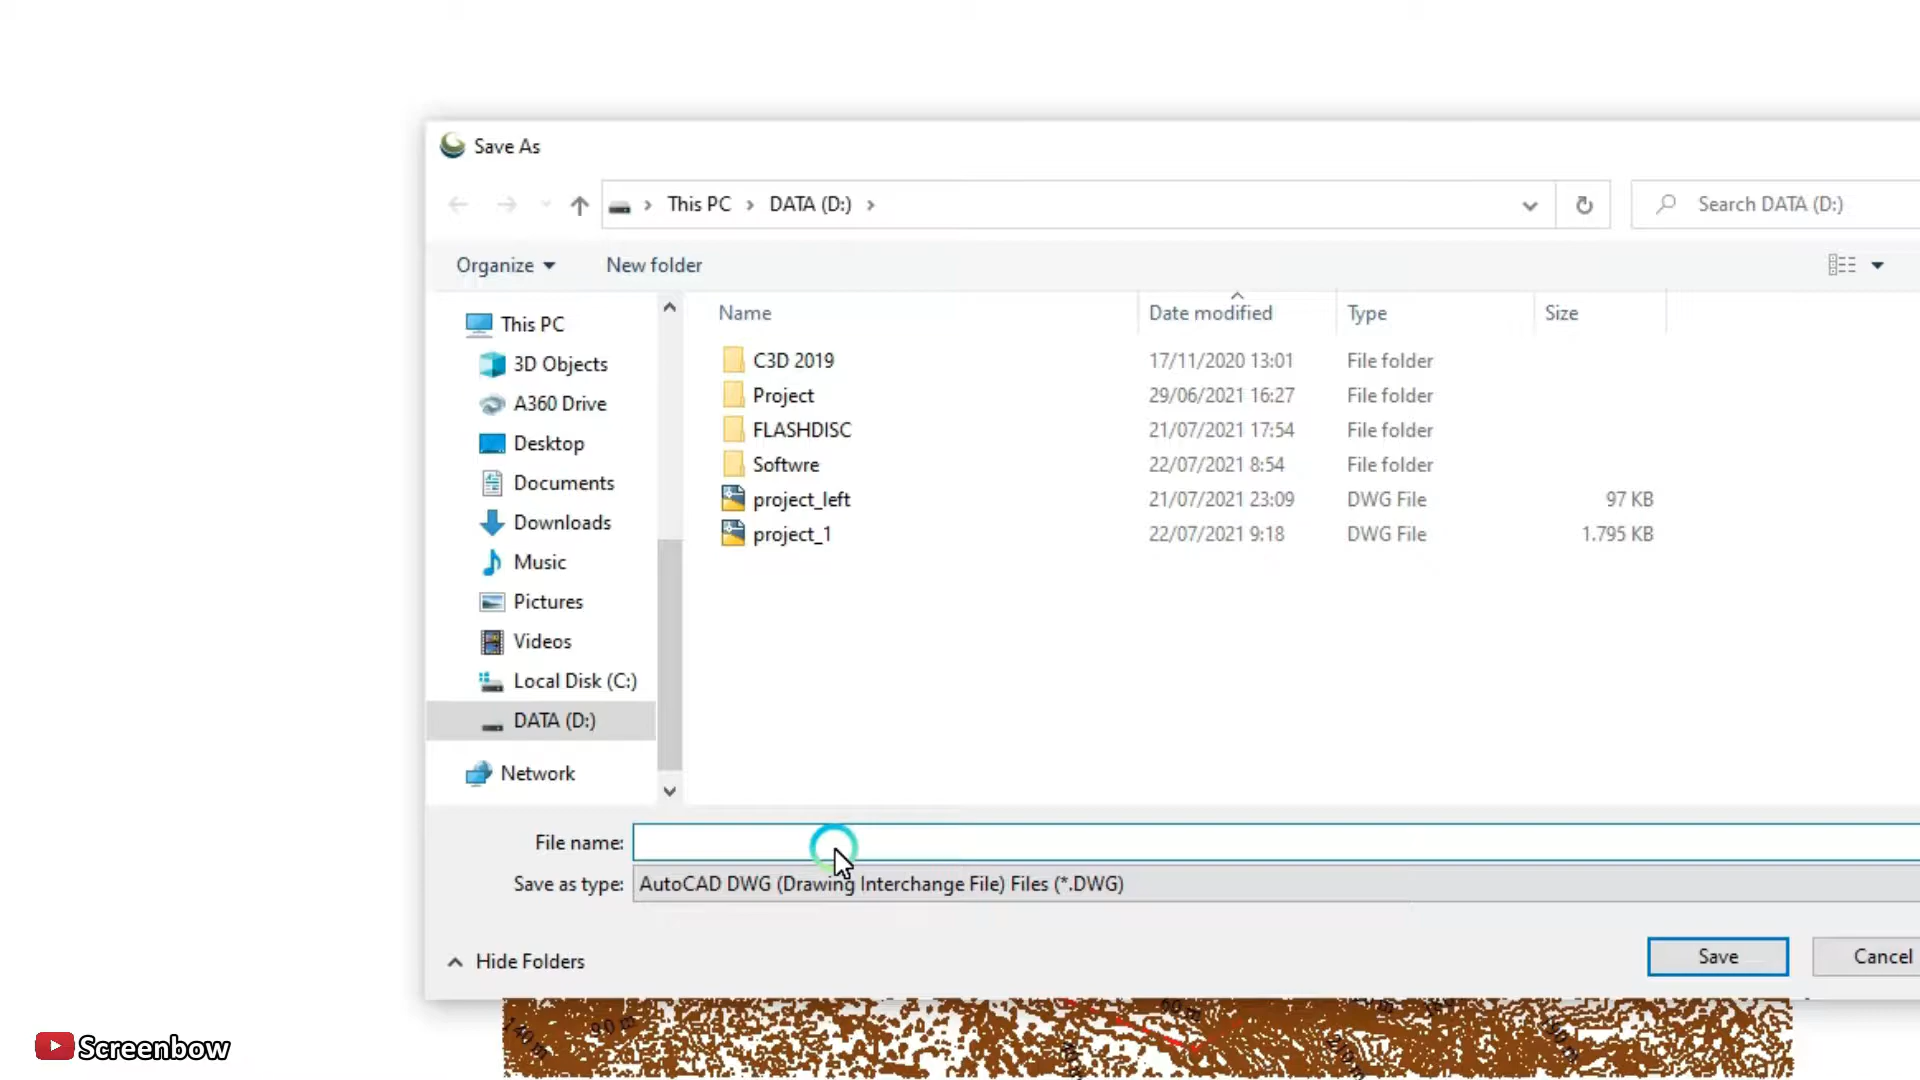 Save As
This PC > DATA (D:) >
Search DATA (D:)
Organize
New folder
This PC
3D Objects
A360 Drive
Desktop
Documents
Downloads
Music
Pictures
Videos
Local Disk (C:)
DATA (D:)
Network
Name Date modified Type Size
C3D 2019 17/11/2020 13:01 File folder
Project 29/06/2021 16:27 File folder
FLASHDISC 21/07/2021 17:54 File folder
Softwre 22/07/2021 8:54 File folder
project_left 21/07/2021 23:09 DWG File 97 KB
project_1 22/07/2021 9:18 DWG File 1.795 KB
File name:
Save as type: AutoCAD DWG (Drawing Interchange File) Files (*.DWG)
Hide Folders
Save
Cancel
140 m
Screenbow